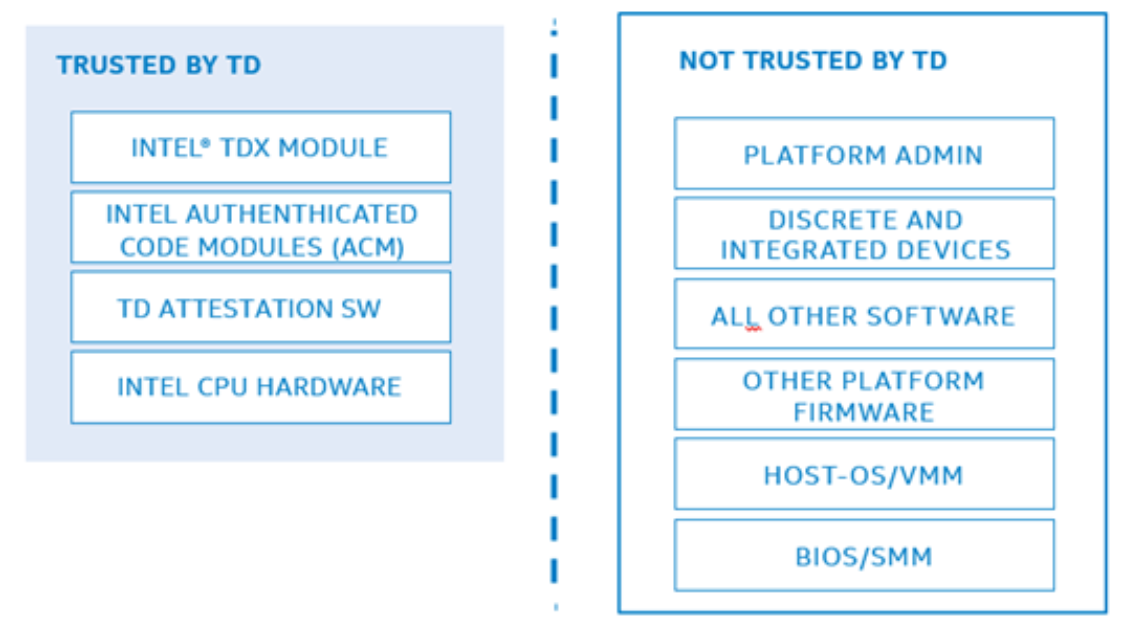 TRUSTED BY TD
INTEL® TDX MODULE
INTEL AUTHENTHICATED
CODE MODULES (ACM)
TD ATTESTATION SW
INTEL CPU HARDWARE
NOT TRUSTED BY TD
PLATFORM ADMIN
DISCRETE AND
INTEGRATED DEVICES
ALL OTHER SOFTWARE
OTHER PLATFORM
FIRMWARE
HOST-OS/VMM
BIOS/SMM